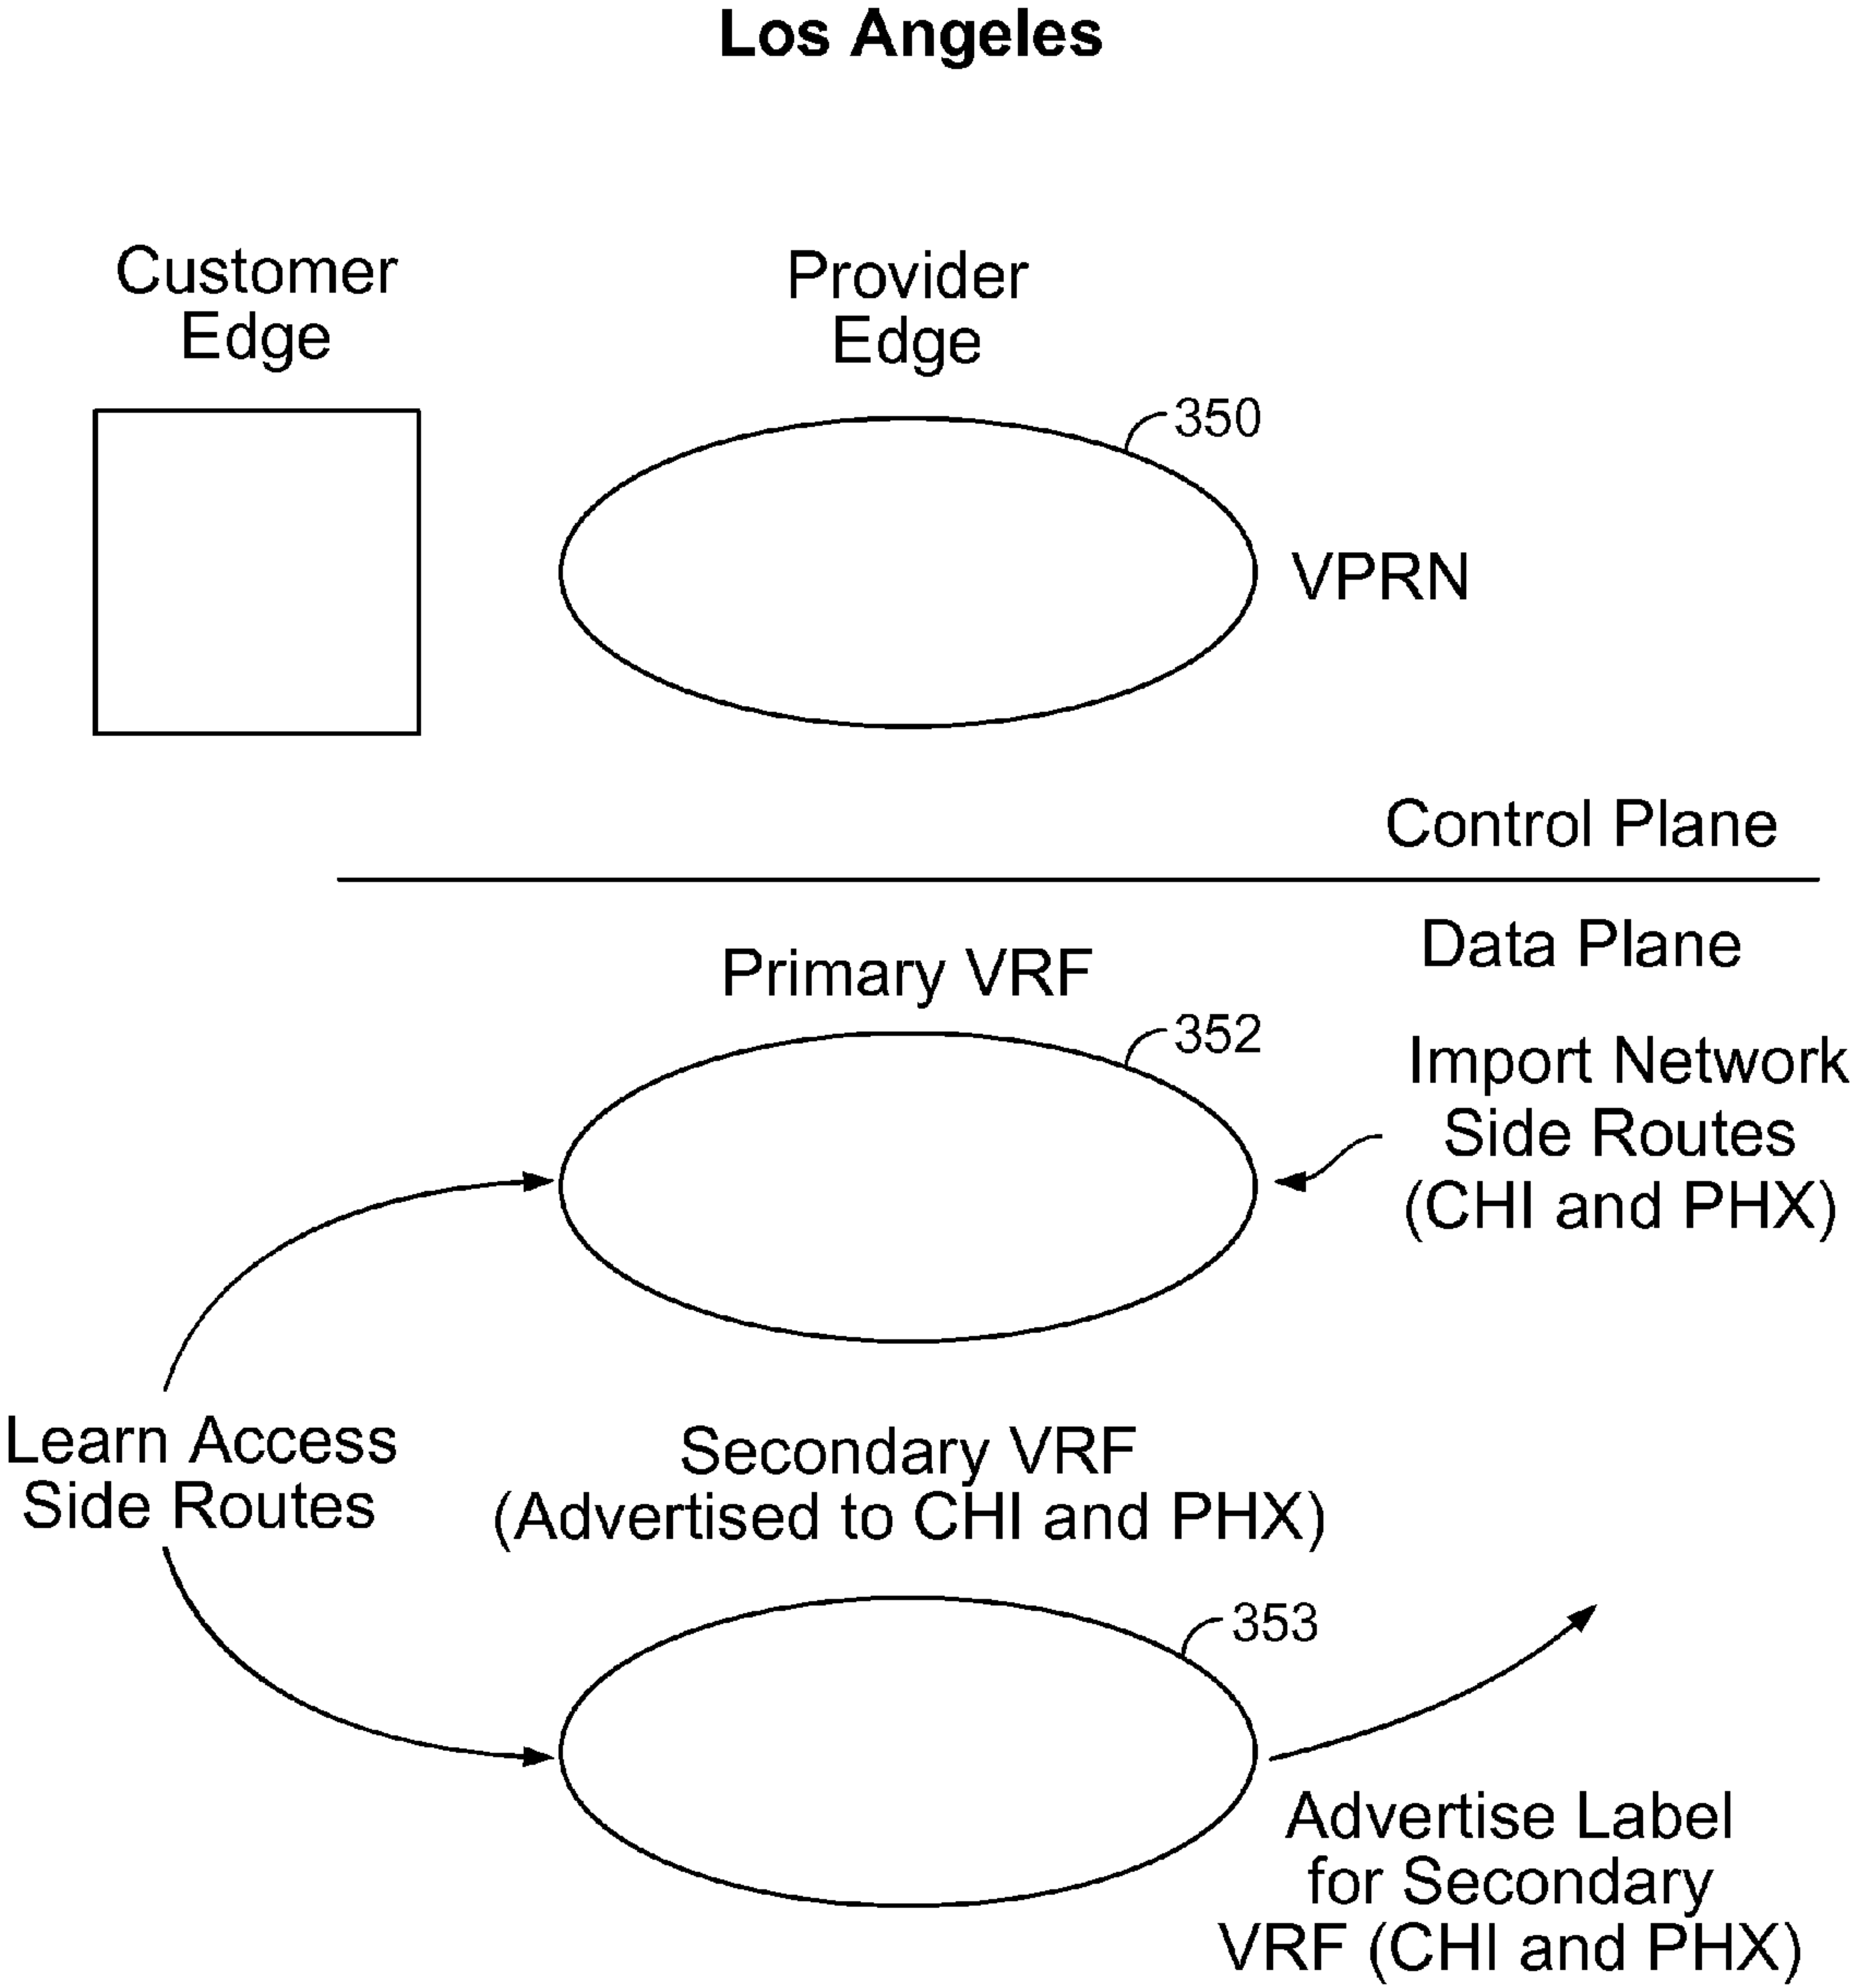 Los Angeles
Customer
Edge
Provider
Edge
350
VPRN
Control Plane
Data Plane
Primary VRF
352
Import Network
Side Routes
(CHI and PHX)
Learn Access
Side Routes
Secondary VRF
(Advertised to CHI and PHX)
353
Advertise Label
for Secondary
VRF (CHI and PHX)